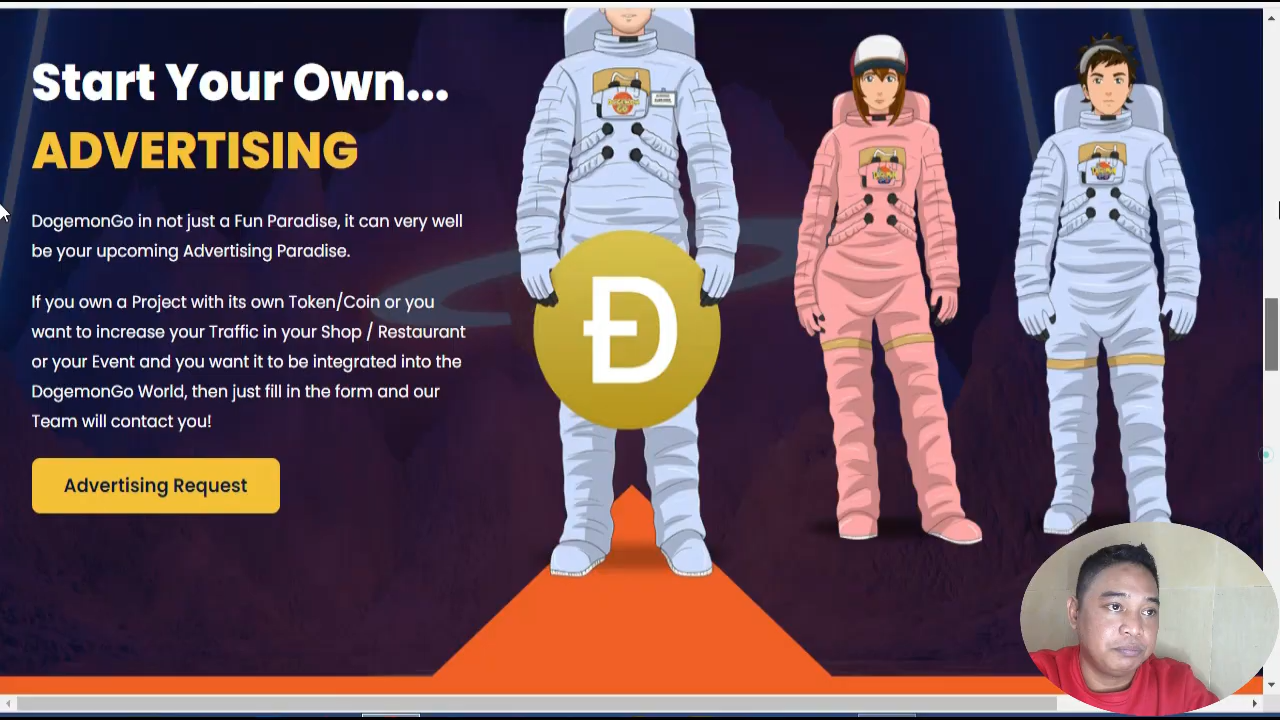 Start Your Own...
ADVERTISING
DogemonGo in not just a Fun Paradise, it can very well
be your upcoming Advertising Paradise.
If you own a Project with its own Token/Coin or you
want to increase your Traffic in your Shop / Restaurant
or your Event and you want it to be integrated into the
DogemonGo World, then just fill in the form and our
Team will contact you!
Advertising Request